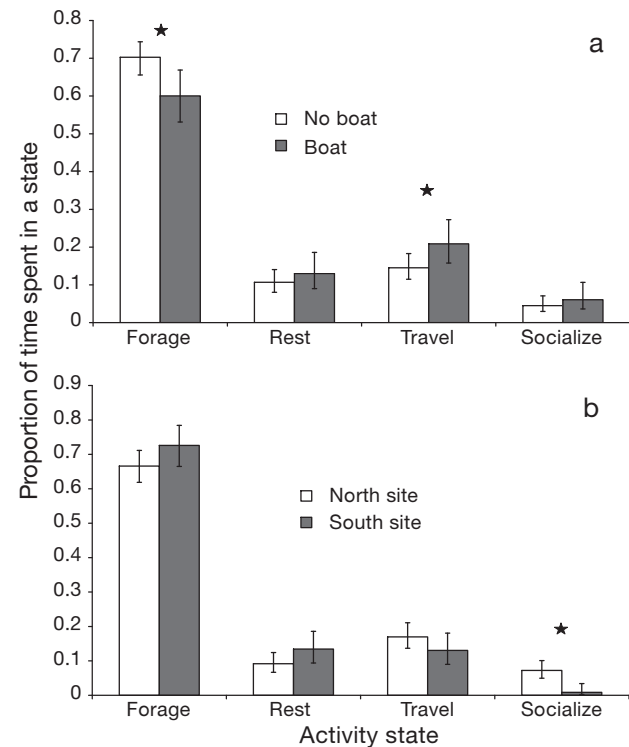 Proportion of time spent in a state
0.8
0.7
0.6
0.5
0.4
0.3
0.2
0.1
0
a
No boat
Boat
Forage Rest Travel Socialize
0.9
0.8
0.7
0.6
0.5
0.4
0.3
0.2
0.1
0
b
North site
South site
Forage Rest Travel Socialize
Activity state